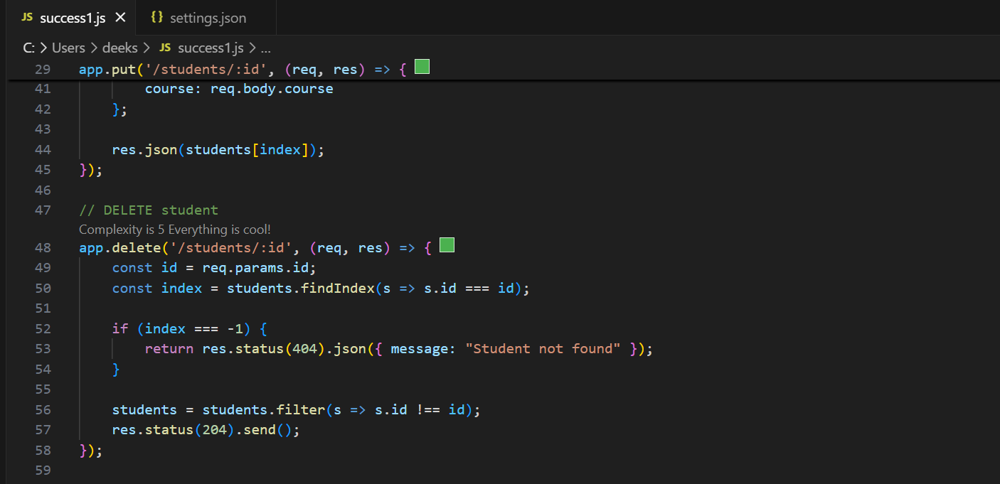 JS success1.js ×
{} settings.json
C: > Users > deeks > JS success1.js > ...
29 app.put('/students/:id', (req, res) => {
41         course: req.body.course
42     };
43
44     res.json(students[index]);
45 });
46
47 // DELETE student
Complexity is 5 Everything is cool!
48 app.delete('/students/:id', (req, res) => {
49     const id = req.params.id;
50     const index = students.findIndex(s => s.id === id);
51
52     if (index === -1) {
53         return res.status(404).json({ message: "Student not found" });
54     }
55
56     students = students.filter(s => s.id !== id);
57     res.status(204).send();
58 });
59